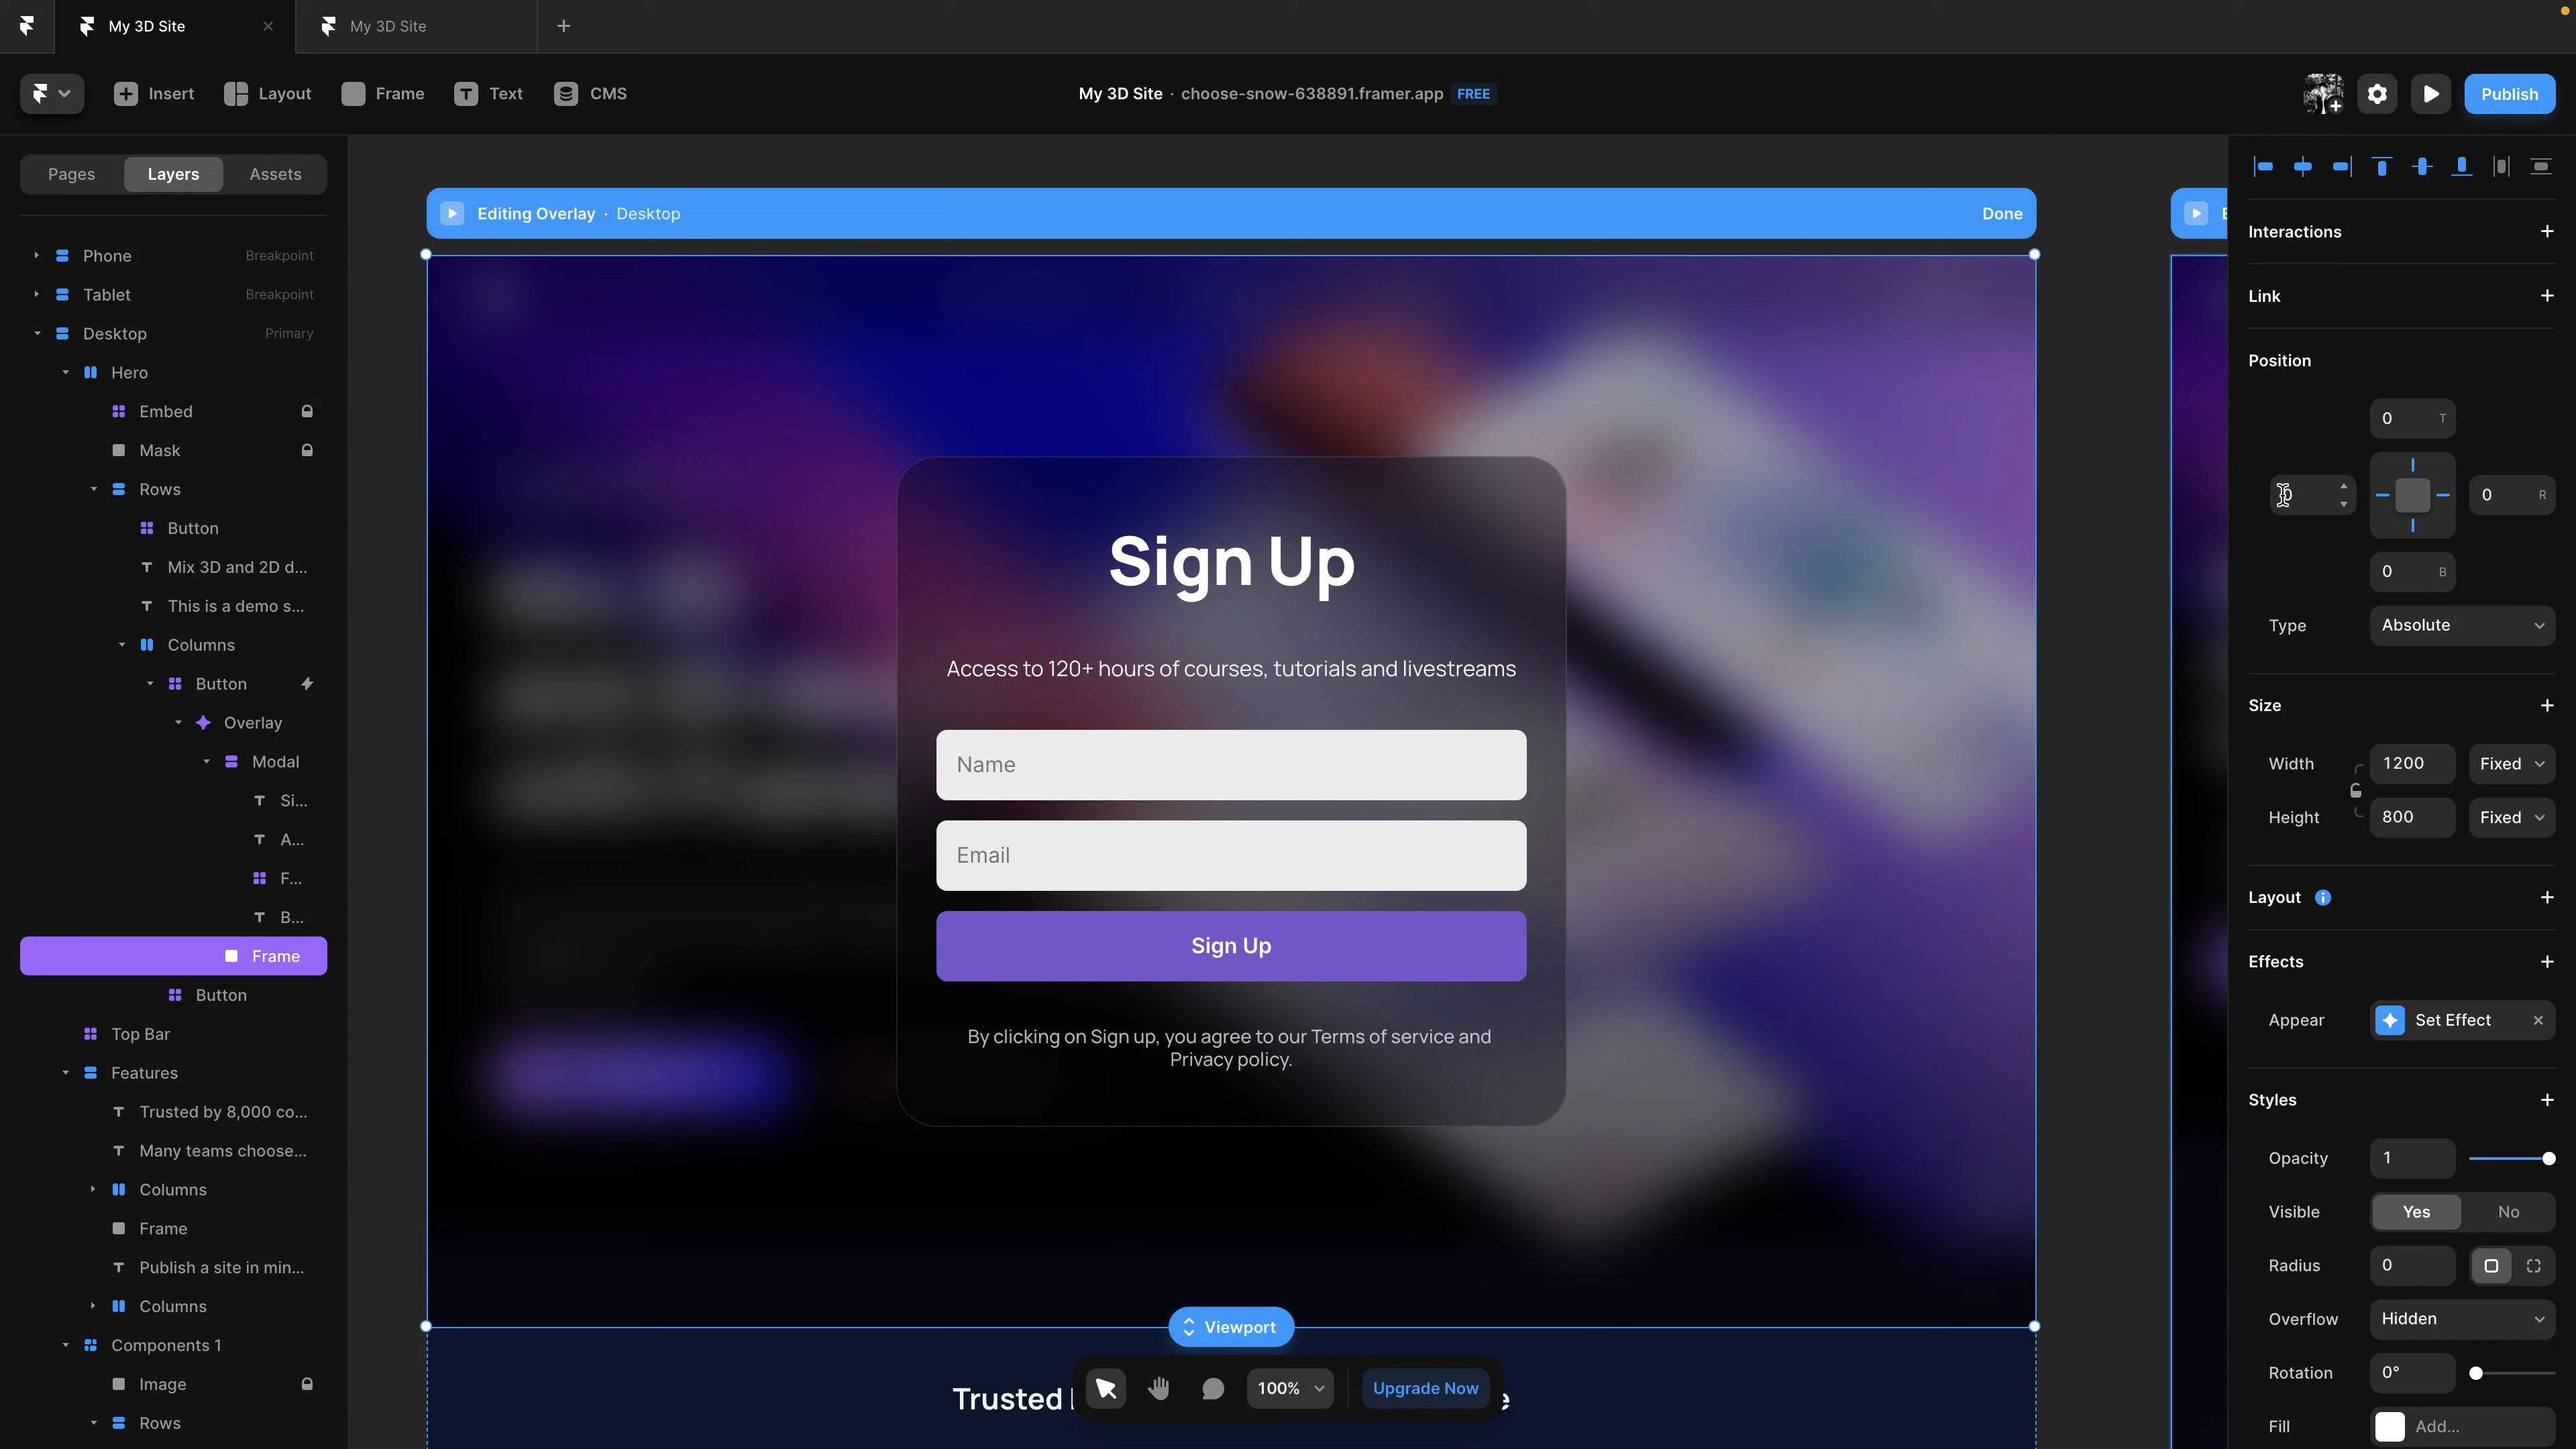 My 3D Site
My 3D Site
Insert
Layout
Frame
Text
CMS
My 3D Site · choose-snow-638891.framer.app FREE
Publish
Pages
Layers
Assets
Phone Breakpoint
Tablet Breakpoint
Desktop Primary
Hero
Embed
Mask
Rows
Button
Mix 3D and 2D d...
This is a demo s...
Columns
Button
Overlay
Modal
Si...
A...
F...
B...
Frame
Button
Top Bar
Features
Trusted by 8,000 co...
Many teams choose...
Columns
Frame
Publish a site in min...
Columns
Components 1
Image
Rows
Editing Overlay · Desktop
Done
Sign Up
Access to 120+ hours of courses, tutorials and livestreams
Name
Email
Sign Up
By clicking on Sign up, you agree to our Terms of service and
Privacy policy.
Viewport
Trusted
100%
Upgrade Now
Interactions
Link
Position
0 T
0
0 R
0 B
Type Absolute
Size
Width 1200 Fixed
Height 800 Fixed
Layout
Effects
Appear Set Effect
Styles
Opacity 1
Visible Yes No
Radius 0
Overflow Hidden
Rotation 0°
Fill Add...